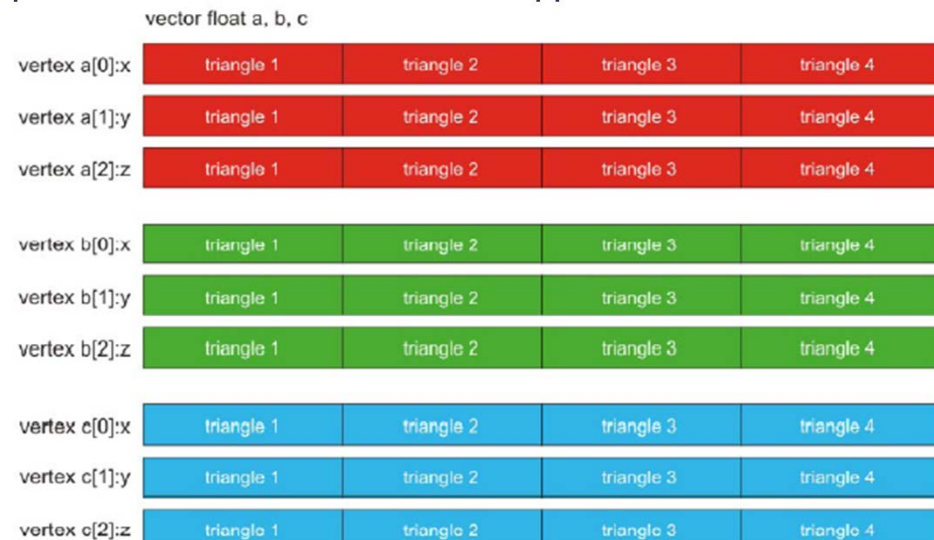 vector float a, b, c
vertex a[0]:x triangle 1 triangle 2 triangle 3 triangle 4
vertex a[1]:y triangle 1 triangle 2 triangle 3 triangle 4
vertex a[2]:z triangle 1 triangle 2 triangle 3 triangle 4
vertex b[0]:x triangle 1 triangle 2 triangle 3 triangle 4
vertex b[1]:y triangle 1 triangle 2 triangle 3 triangle 4
vertex b[2]:z triangle 1 triangle 2 triangle 3 triangle 4
vertex c[0]:x triangle 1 triangle 2 triangle 3 triangle 4
vertex c[1]:y triangle 1 triangle 2 triangle 3 triangle 4
vertex c[2]:z triangle 1 triangle 2 triangle 3 triangle 4